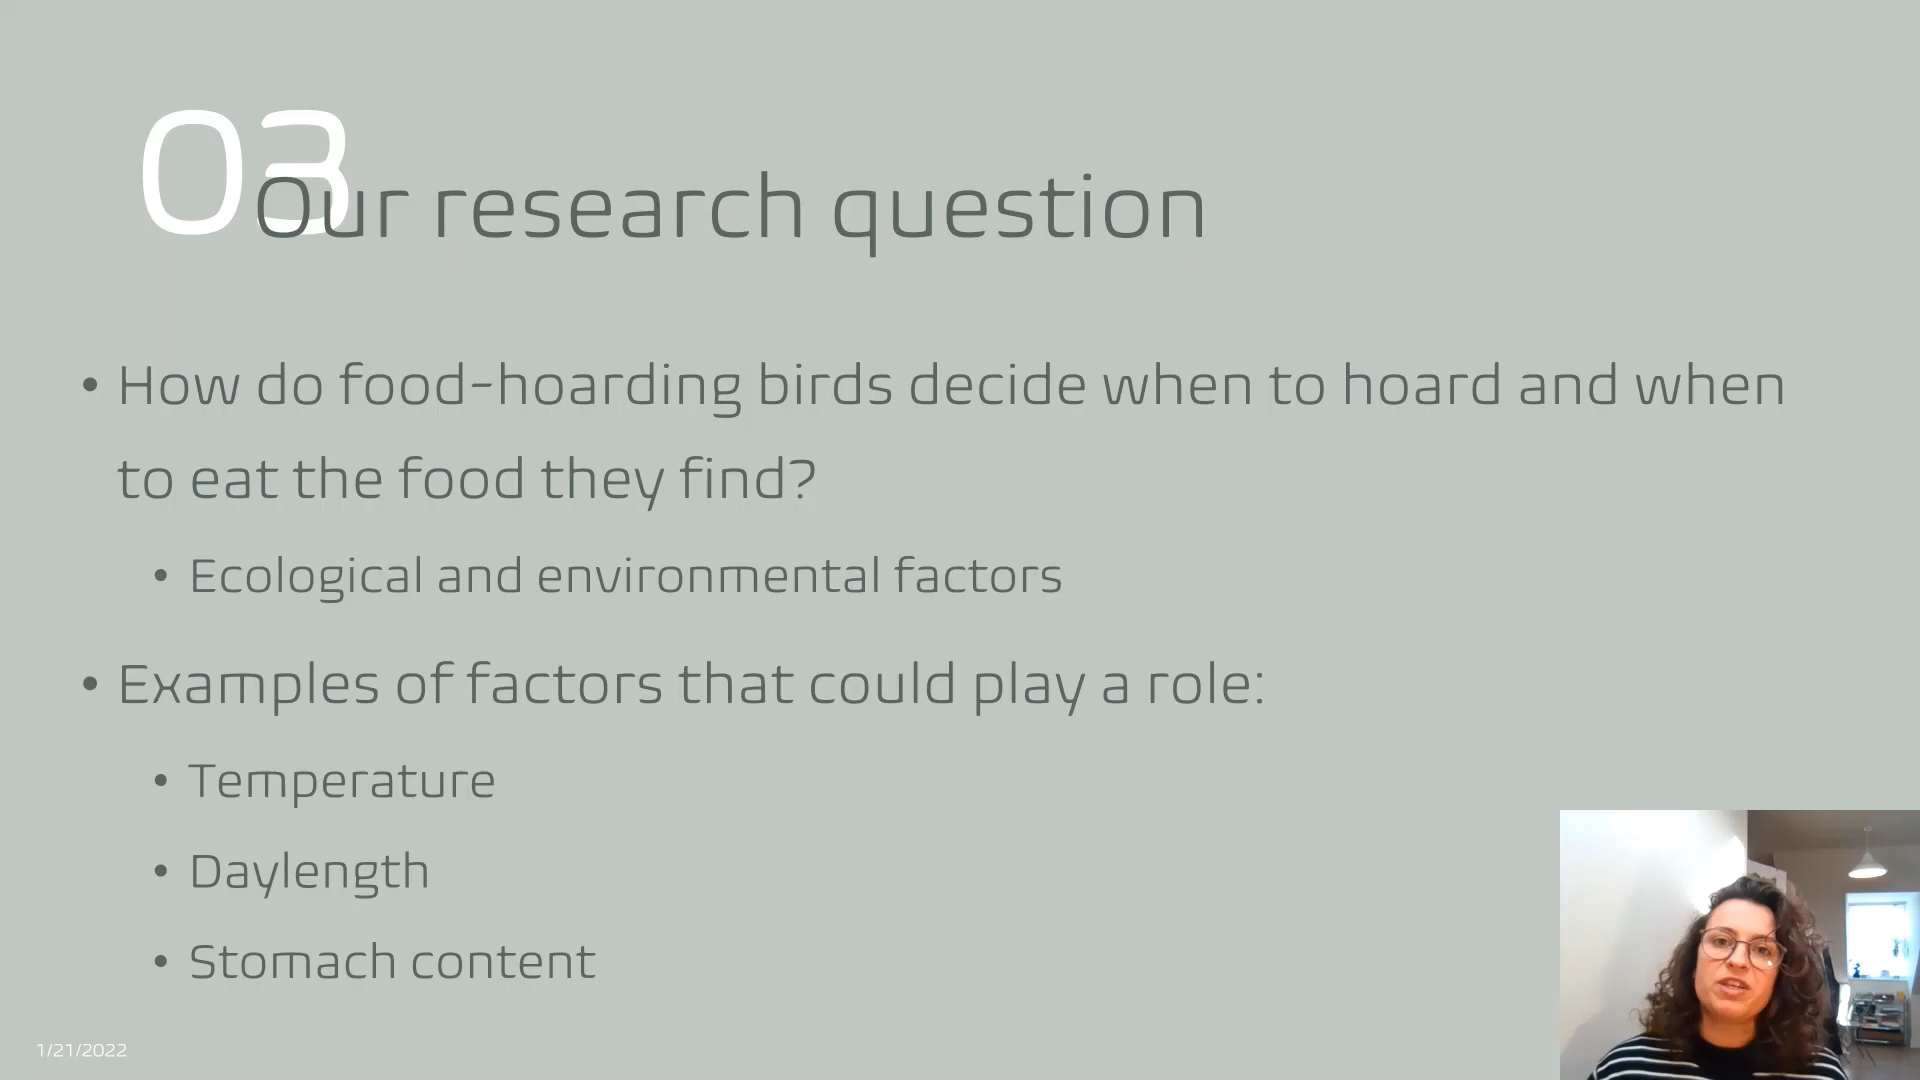 03
Our research question
• How do food-hoarding birds decide when to hoard and when
to eat the food they find?
• Ecological and environmental factors
• Examples of factors that could play a role:
• Temperature
• Daylength
• Stomach content
1/21/2022